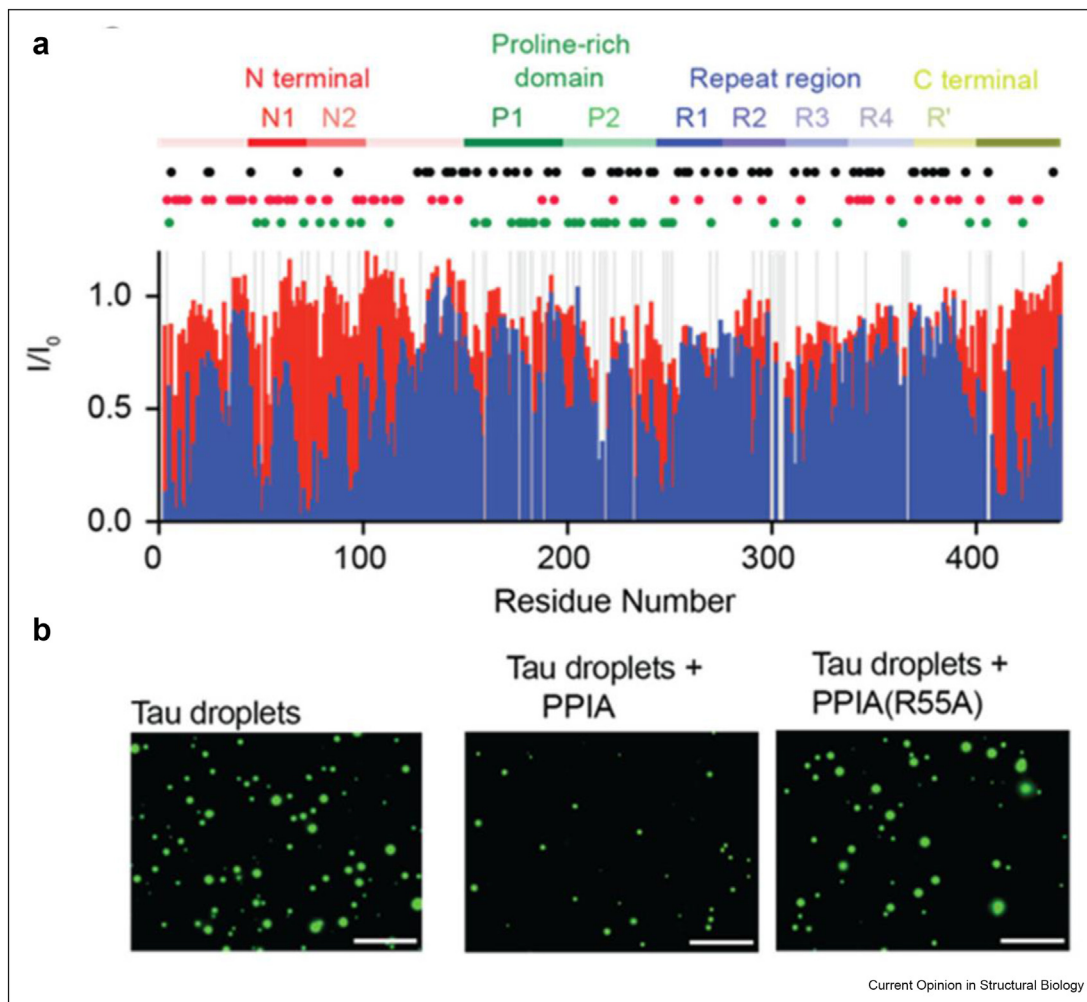 a
Proline-rich
domain
N terminal
Repeat region
C terminal
N1 N2 P1 P2 R1 R2 R3 R4 R'
1.0
0.5
0.0
I/I₀
0 100 200 300 400
Residue Number
b
Tau droplets
Tau droplets +
PPIA
Tau droplets +
PPIA(R55A)
Current Opinion in Structural Biology